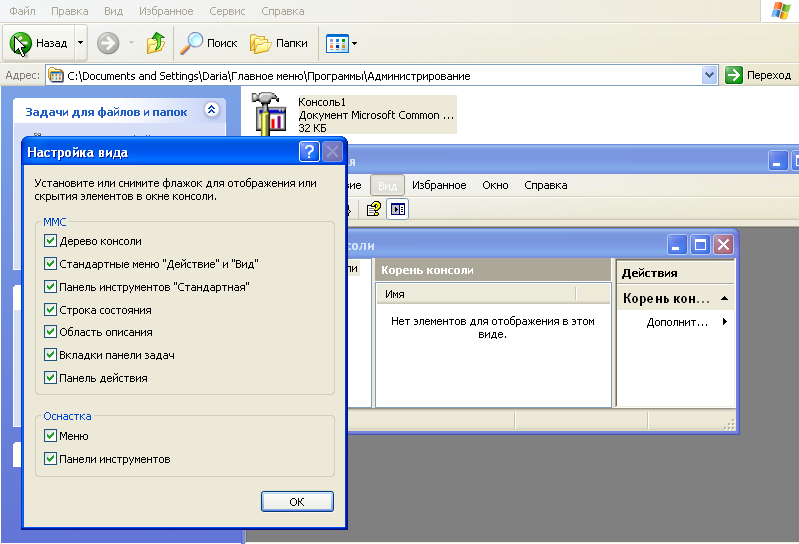 Файл Правка Вид Избранное Сервис Справка
Назад Поиск Папки
Адрес: C:\Documents and Settings\Daria\Главное меню\Программы\Администрирование Переход
Задачи для файлов и папок
Консоль1
Документ Microsoft Common ...
32 КБ
Настройка вида
Установите или снимите флажок для отображения или
скрытия элементов в окне консоли.
MMC
Дерево консоли
Стандартные меню "Действие" и "Вид"
Панель инструментов "Стандартная"
Строка состояния
Область описания
Вкладки панели задач
Панель действия
Оснастка
Меню
Панели инструментов
OK
Вид Избранное Окно Справка
Корень консоли
Имя
Нет элементов для отображения в этом
виде.
Действия
Корень кон...
Дополнит...